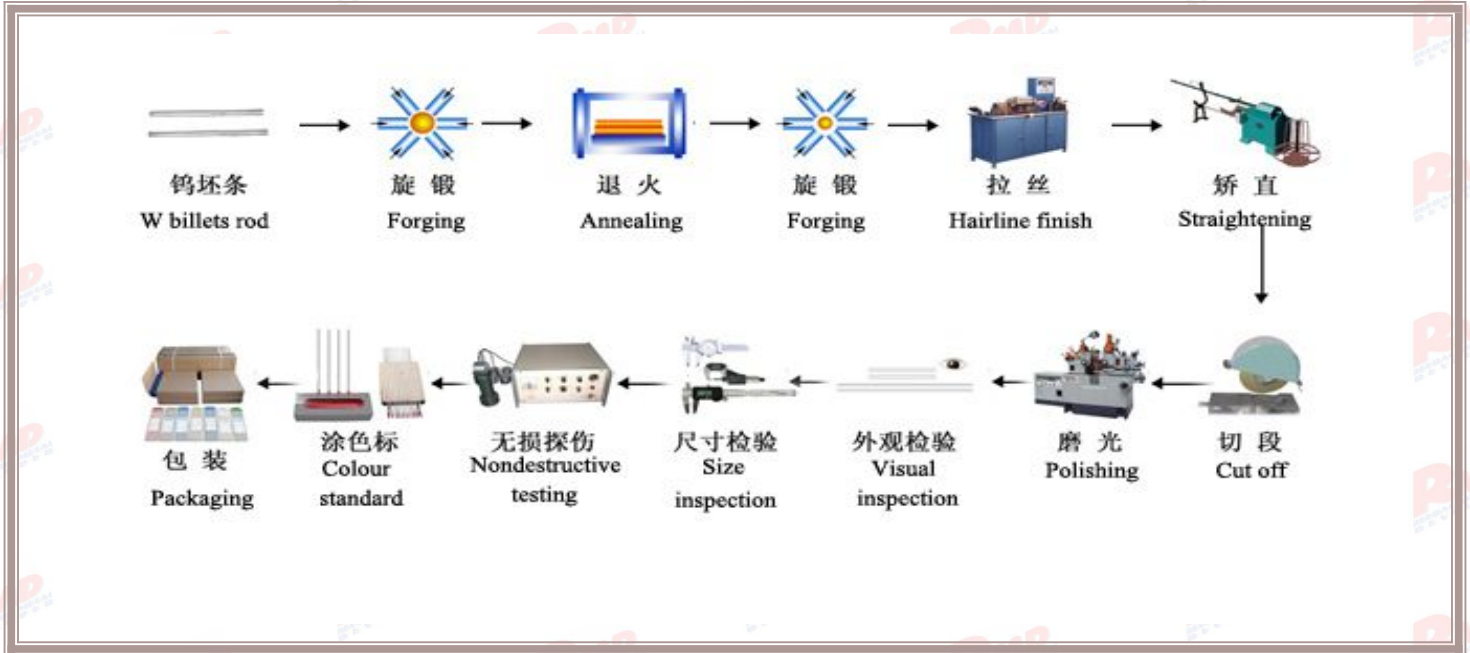 钨坯条
W billets rod
旋 锻
Forging
退 火
Annealing
旋 锻
Forging
拉 丝
Hairline finish
矫 直
Straightening
包 装
Packaging
涂色标
Colour
standard
无损探伤
Nondestructive
testing
尺寸检验
Size
inspection
外观检验
Visual
inspection
磨 光
Polishing
切 段
Cut off